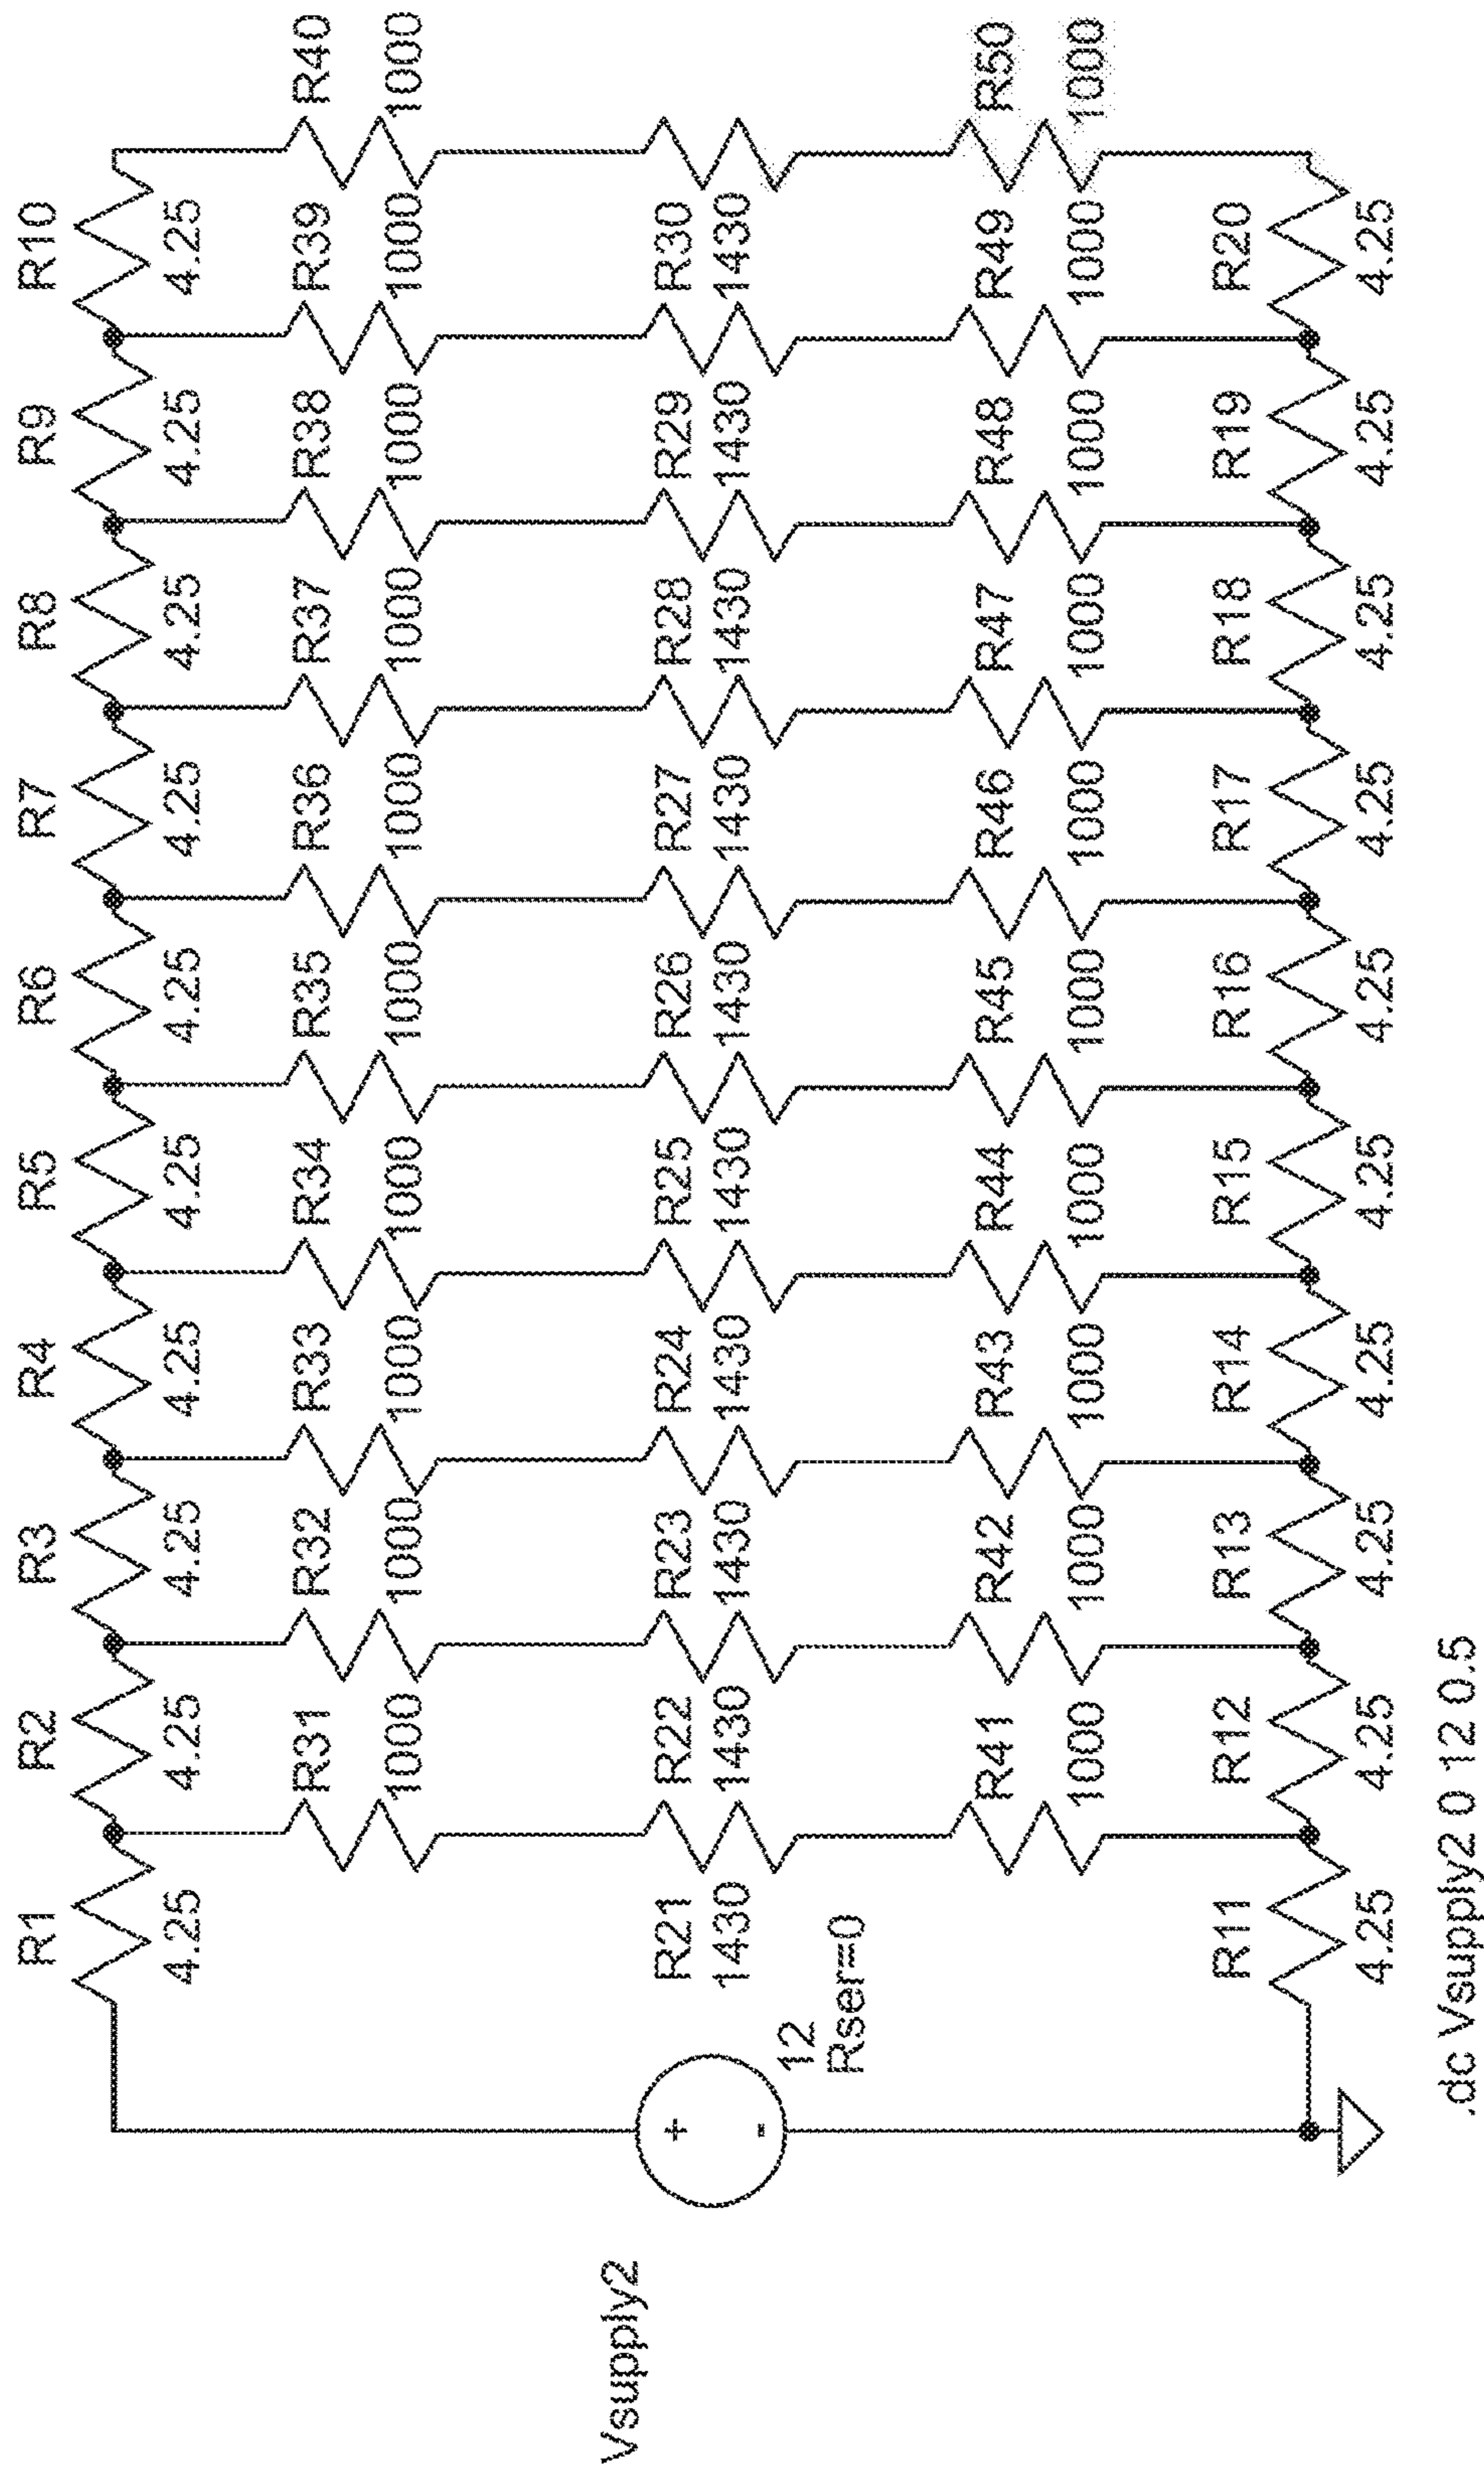 R1
4.25
R2
4.25
R3
4.25
R4
4.25
R5
4.25
R6
4.25
R7
4.25
R8
4.25
R9
4.25
R10
4.25
R31
1000
R32
1000
R33
1000
R34
1000
R35
1000
R36
1000
R37
1000
R38
1000
R39
1000
R40
1000
Vsupply2
+
-
12
Rser=0
R21
1430
R22
1430
R23
1430
R24
1430
R25
1430
R26
1430
R27
1430
R28
1430
R29
1430
R30
1430
R41
1000
R42
1000
R43
1000
R44
1000
R45
1000
R46
1000
R47
1000
R48
1000
R49
1000
R50
1000
R11
4.25
R12
4.25
R13
4.25
R14
4.25
R15
4.25
R16
4.25
R17
4.25
R18
4.25
R19
4.25
R20
4.25
.dc Vsupply2 0 12 0.5